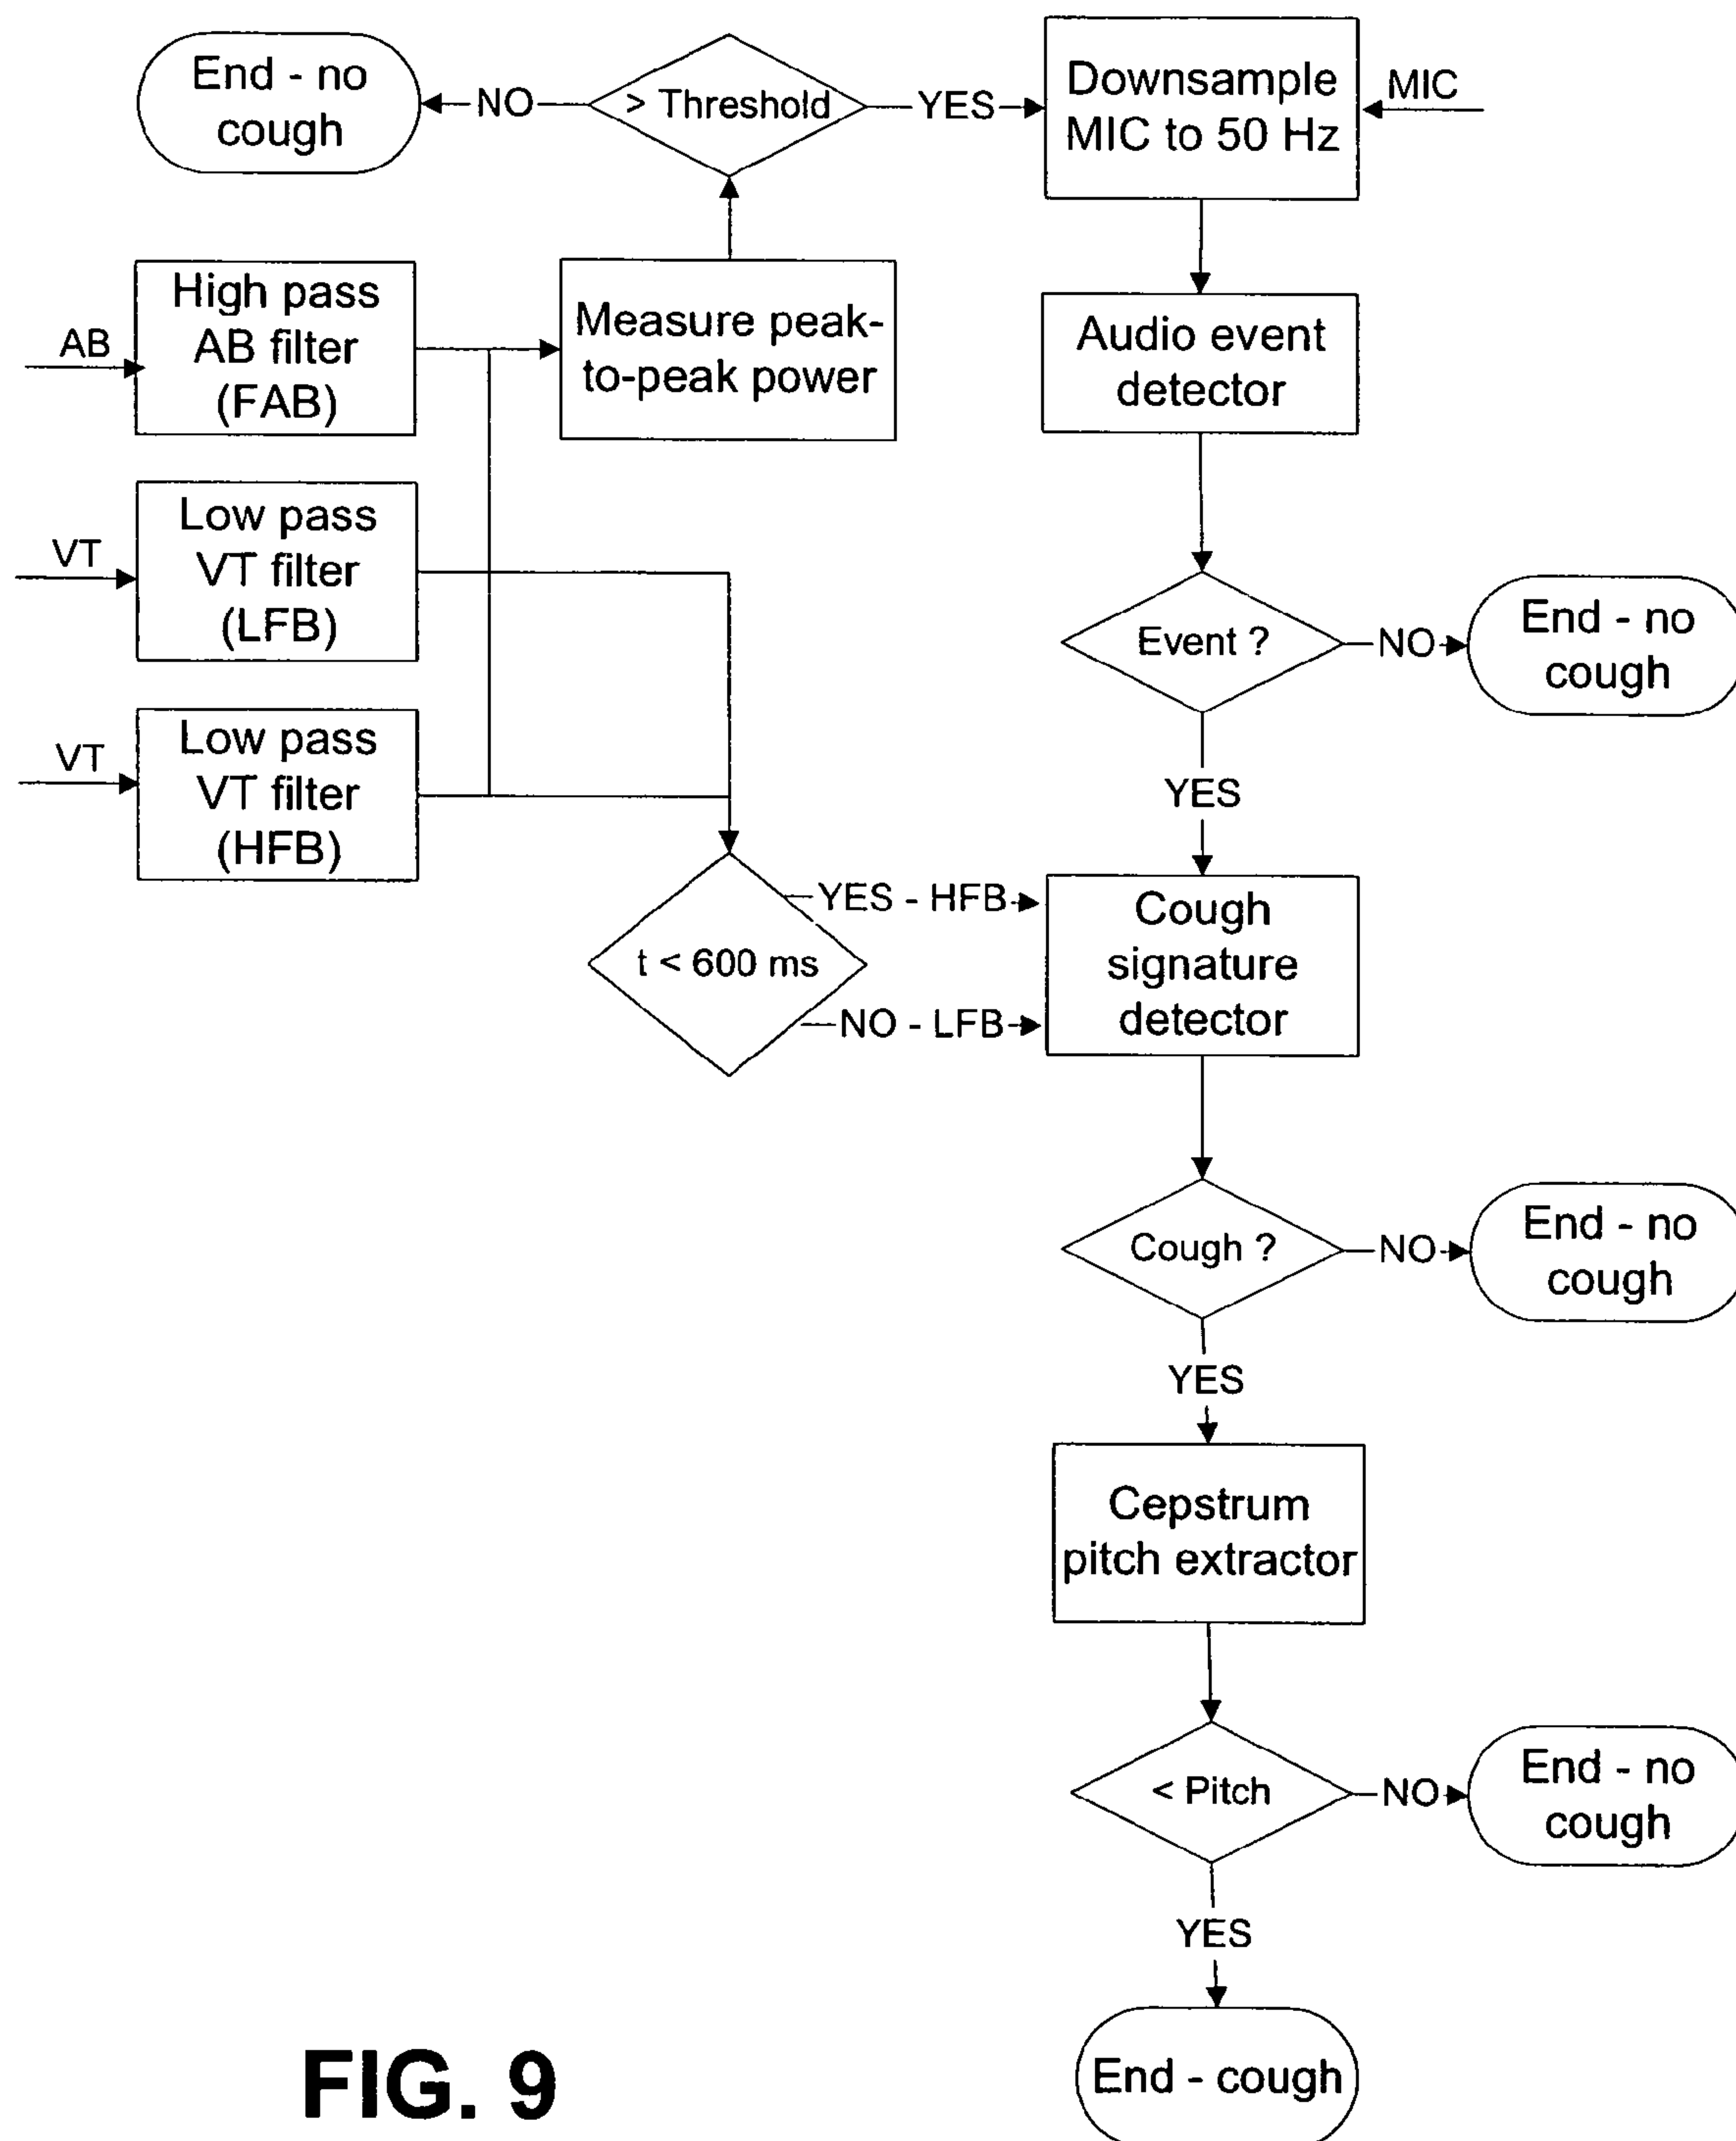 End - no
cough
NO
> Threshold
YES
Downsample
MIC to 50 Hz
MIC
AB
High pass
AB filter
(FAB)
Measure peak-
to-peak power
Audio event
detector
VT
Low pass
VT filter
(LFB)
Event ?
NO
End - no
cough
VT
Low pass
VT filter
(HFB)
YES
t < 600 ms
YES - HFB
NO - LFB
Cough
signature
detector
Cough ?
NO
End - no
cough
YES
Cepstrum
pitch extractor
< Pitch
NO
End - no
cough
YES
End - cough
FIG. 9